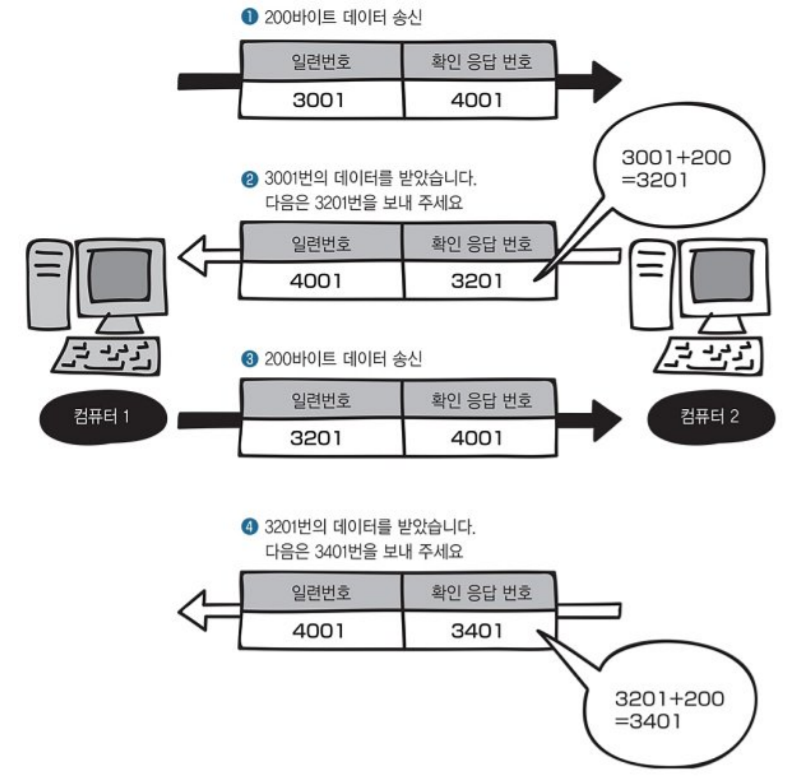 ❶ 200바이트 데이터 송신
일련번호 확인 응답 번호
3001 4001
3001+200
=3201
❷ 3001번의 데이터를 받았습니다.
다음은 3201번을 보내 주세요
일련번호 확인 응답 번호
4001 3201
❸ 200바이트 데이터 송신
일련번호 확인 응답 번호
3201 4001
컴퓨터 1
컴퓨터 2
❹ 3201번의 데이터를 받았습니다.
다음은 3401번을 보내 주세요
일련번호 확인 응답 번호
4001 3401
3201+200
=3401